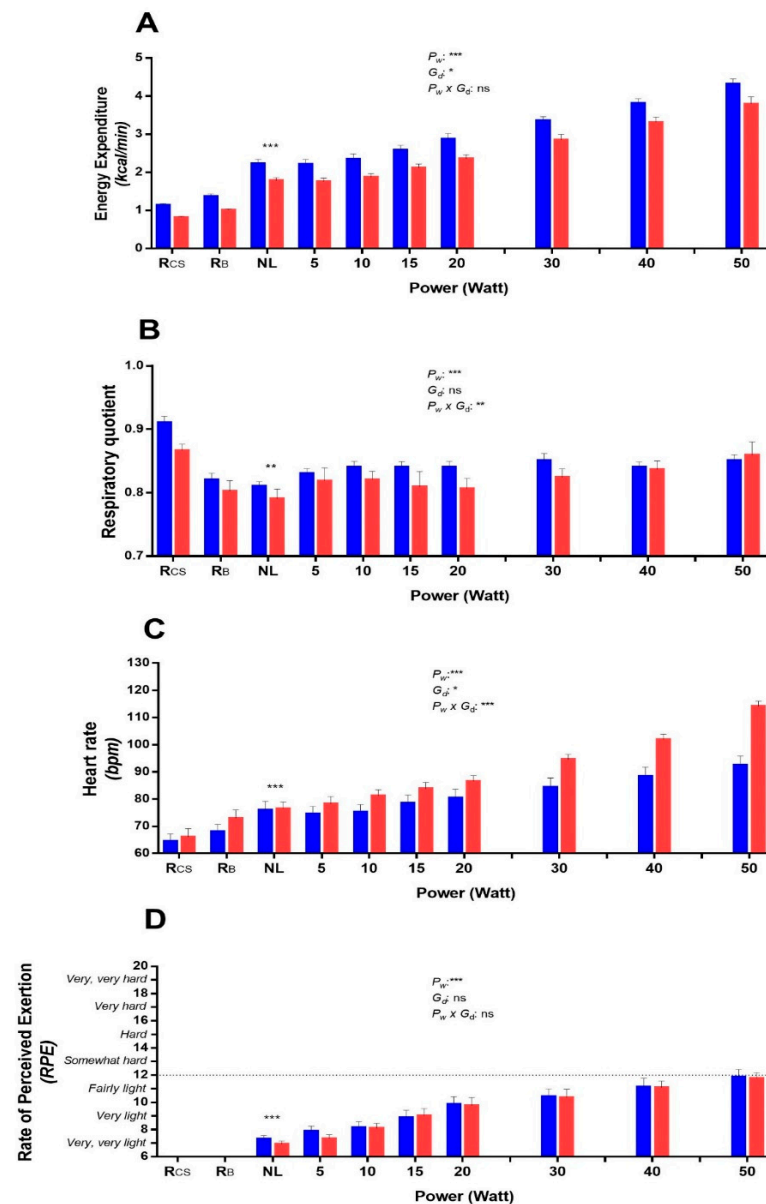 A
Energy Expenditure
(kcal/min)
5
4
3
2
1
0
Pw: ***
Gd: *
Pw x Gd: ns
***
RCS RB NL 5 10 15 20 30 40 50
Power (Watt)
B
Respiratory quotient
1.0
0.9
0.8
0.7
Pw: ***
Gd: ns
Pw x Gd: **
**
RCS RB NL 5 10 15 20 30 40 50
Power (Watt)
C
Heart rate
(bpm)
130
120
110
100
90
80
70
60
Pw:***
Gd: *
Pw x Gd: ***
***
RCS RB NL 5 10 15 20 30 40 50
Power (Watt)
D
Rate of Perceived Exertion
(RPE)
20
Very, very hard
18
Very hard
16
Hard
14
Somewhat hard
12
Fairly light
10
Very light
8
Very, very light
6
Pw:***
Gd: ns
Pw x Gd: ns
***
RCS RB NL 5 10 15 20 30 40 50
Power (Watt)